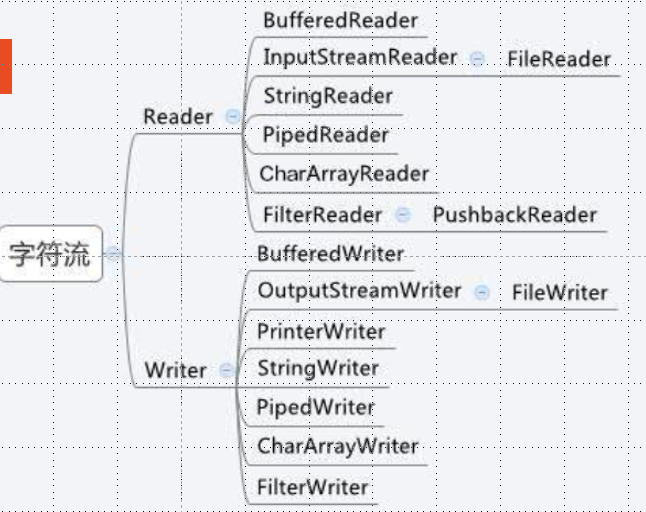 字符流
Reader
BufferedReader
InputStreamReader
FileReader
StringReader
PipedReader
CharArrayReader
FilterReader
PushbackReader
Writer
BufferedWriter
OutputStreamWriter
FileWriter
PrinterWriter
StringWriter
PipedWriter
CharArrayWriter
FilterWriter